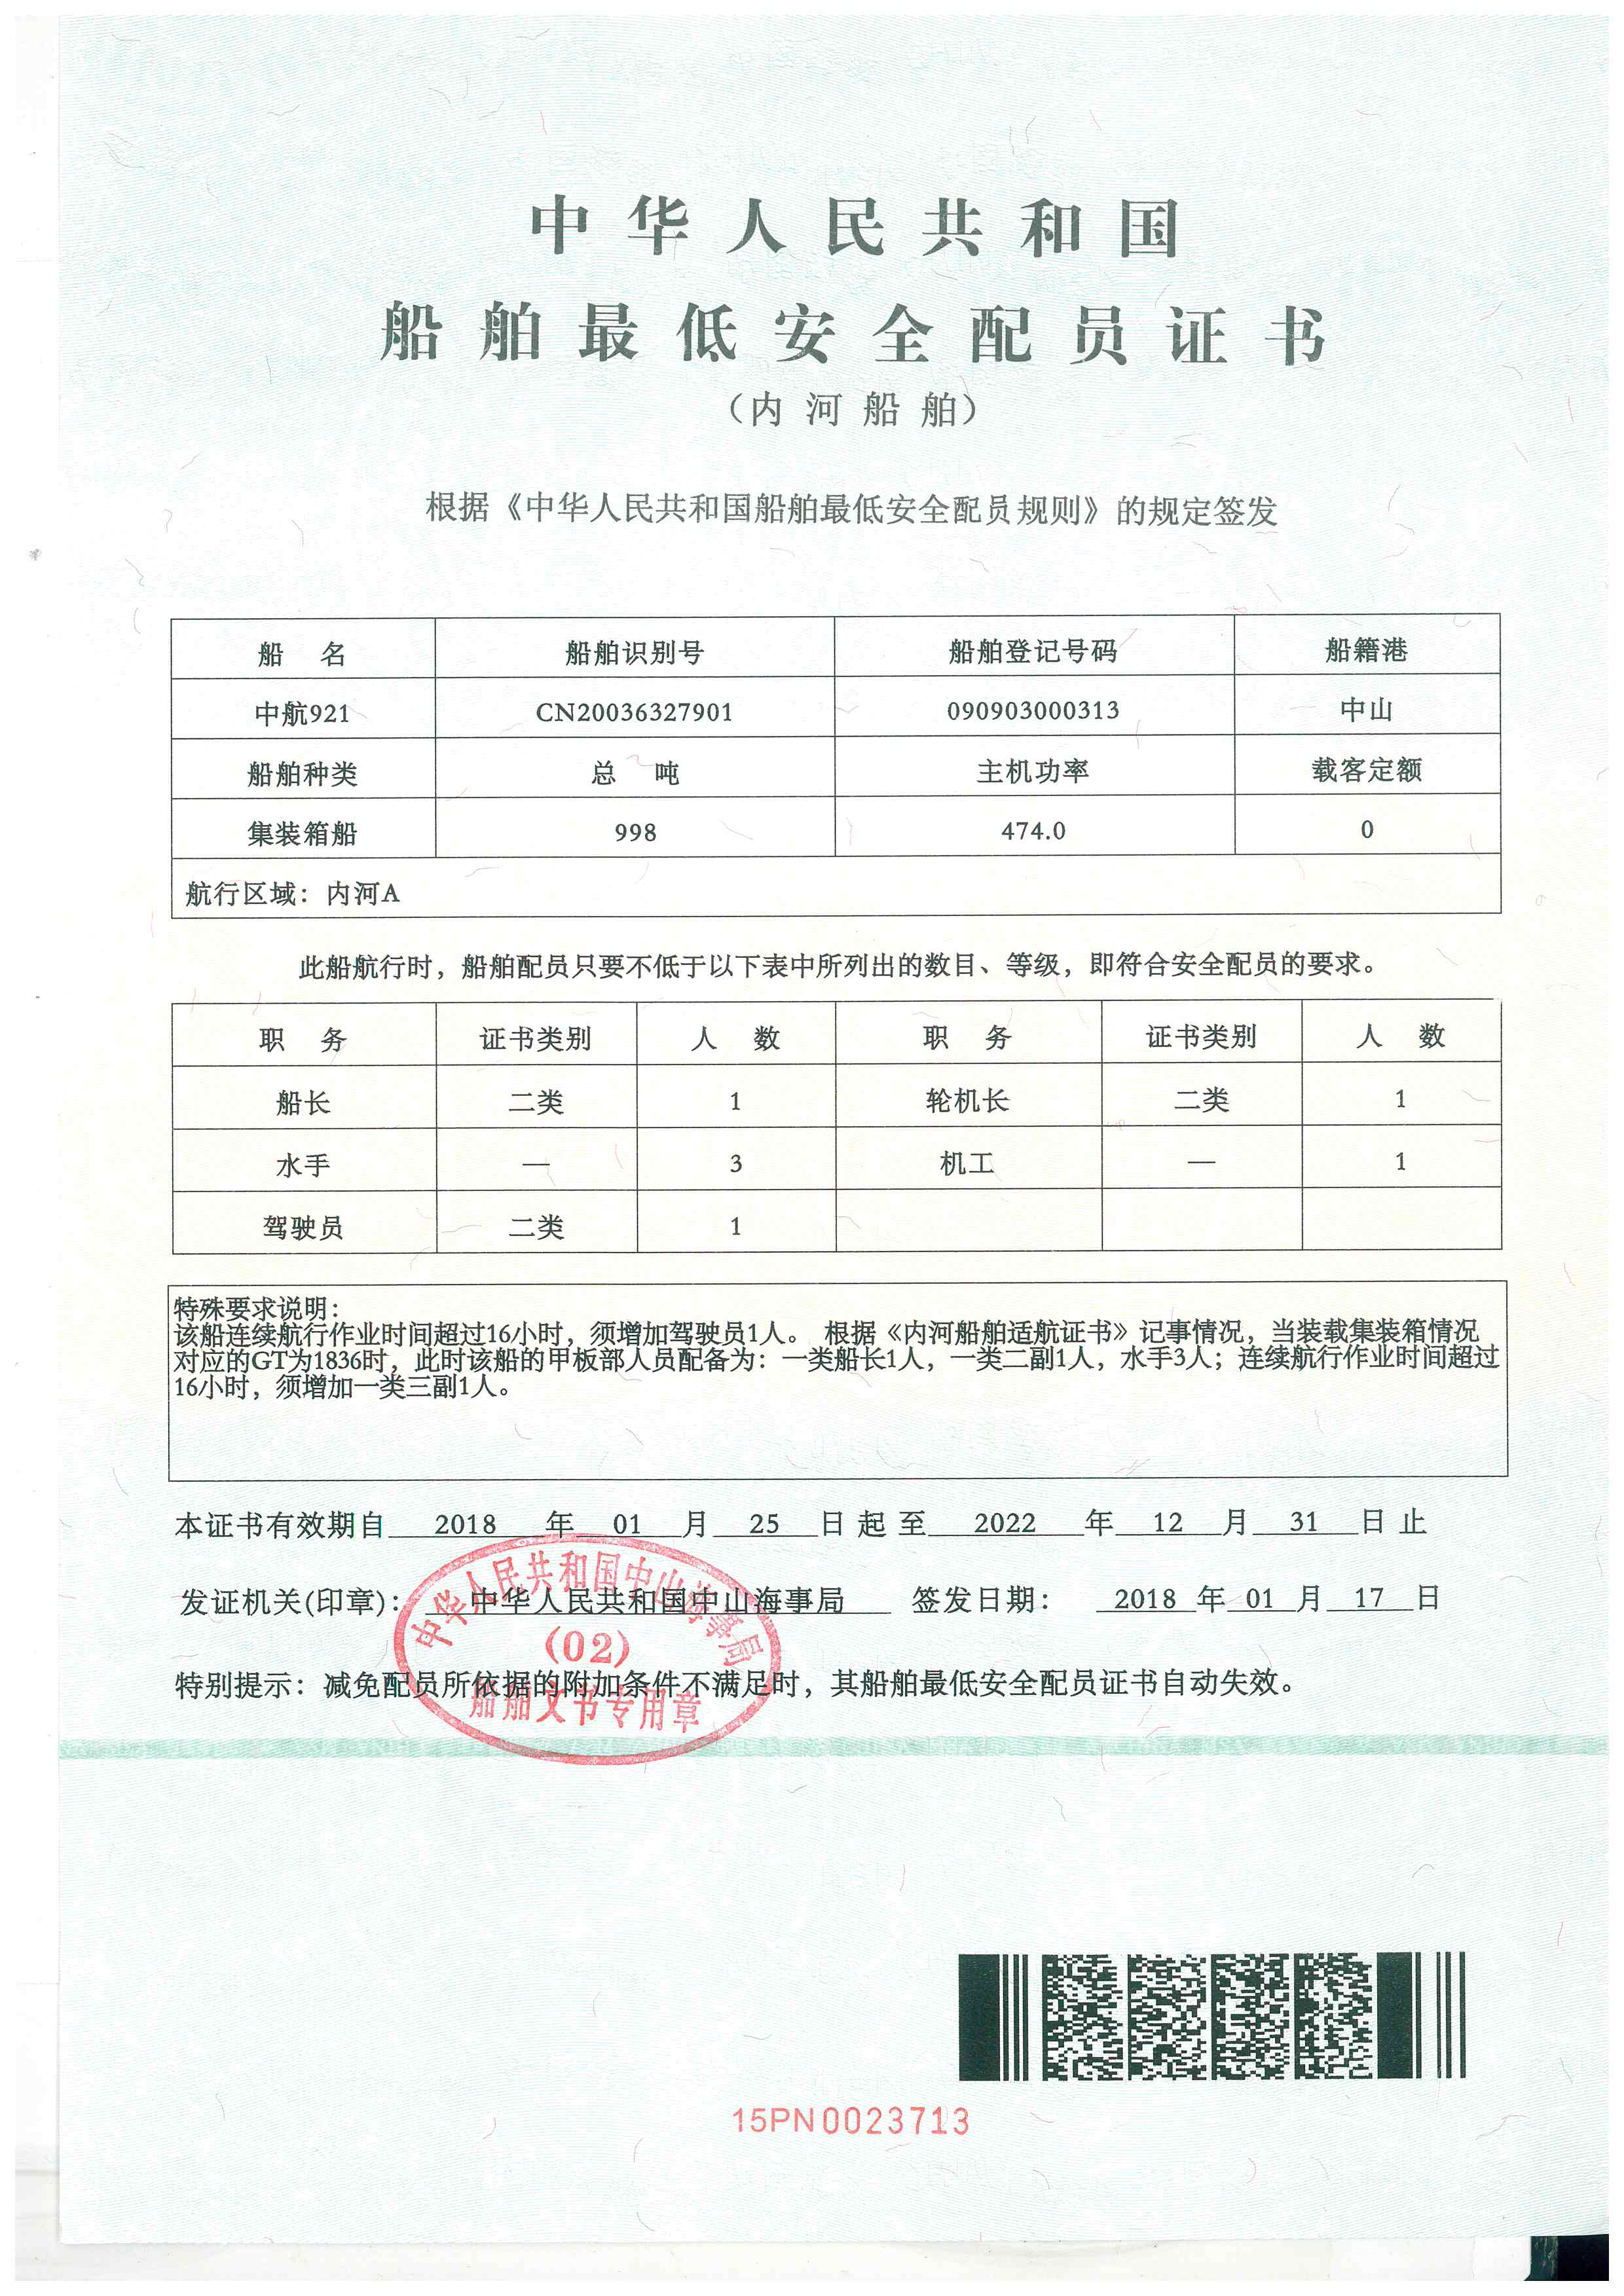 中华人民共和国
船舶最低安全配员证书
（内河船舶）
根据《中华人民共和国船舶最低安全配员规则》的规定签发
船 名 船舶识别号 船舶登记号码 船籍港
中航921 CN20036327901 090903000313 中山
船舶种类 总 吨 主机功率 载客定额
集装箱船 998 474.0 0
航行区域：内河A
此船航行时，船舶配员只要不低于以下表中所列出的数目、等级，即符合安全配员的要求。
职 务 证书类别 人 数 职 务 证书类别 人 数
船长 二类 1 轮机长 二类 1
水手 — 3 机工 — 1
驾驶员 二类 1
特殊要求说明：
该船连续航行作业时间超过16小时，须增加驾驶员1人。 根据《内河船舶适航证书》记事情况，当装载集装箱情况
对应的GT为1836时，此时该船的甲板部人员配备为：一类船长1人，一类二副1人，水手3人；连续航行作业时间超过
16小时，须增加一类三副1人。
本证书有效期自 2018 年 01 月 25 日起至 2022 年 12 月 31 日止
发证机关(印章)： 中华人民共和国中山海事局 签发日期： 2018 年 01 月 17 日
中华人民共和国中山海事局
(02)
船舶文书专用章
特别提示：减免配员所依据的附加条件不满足时，其船舶最低安全配员证书自动失效。
15PN0023713